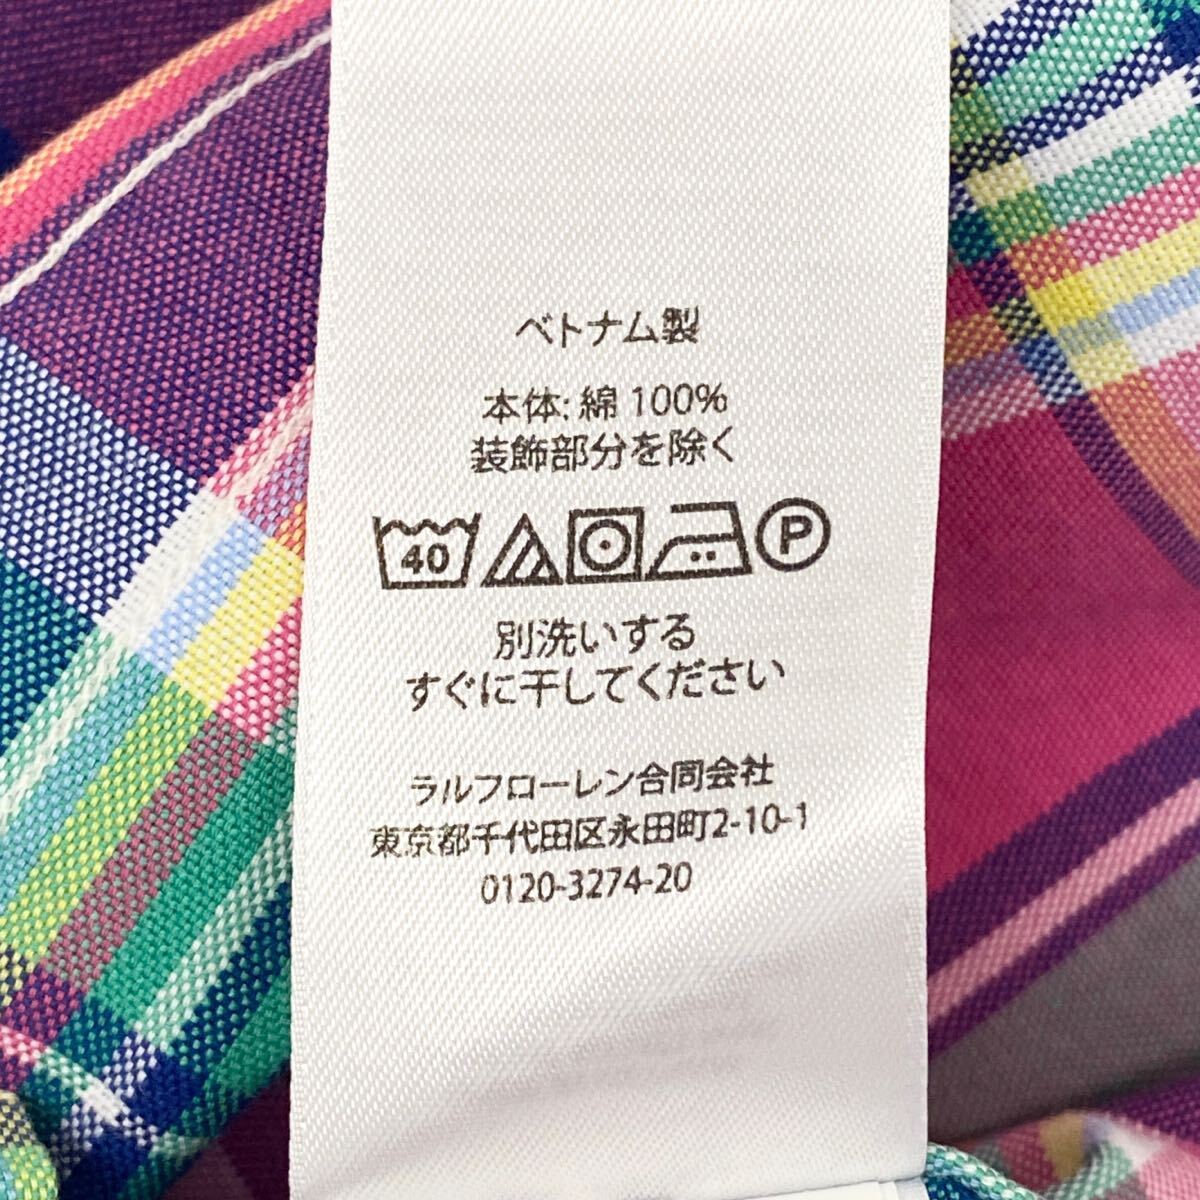 ベトナム製
本体: 綿 100%
装飾部分を除く
40 P
別洗いする
すぐに干してください
ラルフローレン合同会社
東京都千代田区永田町2-10-1
0120-3274-20